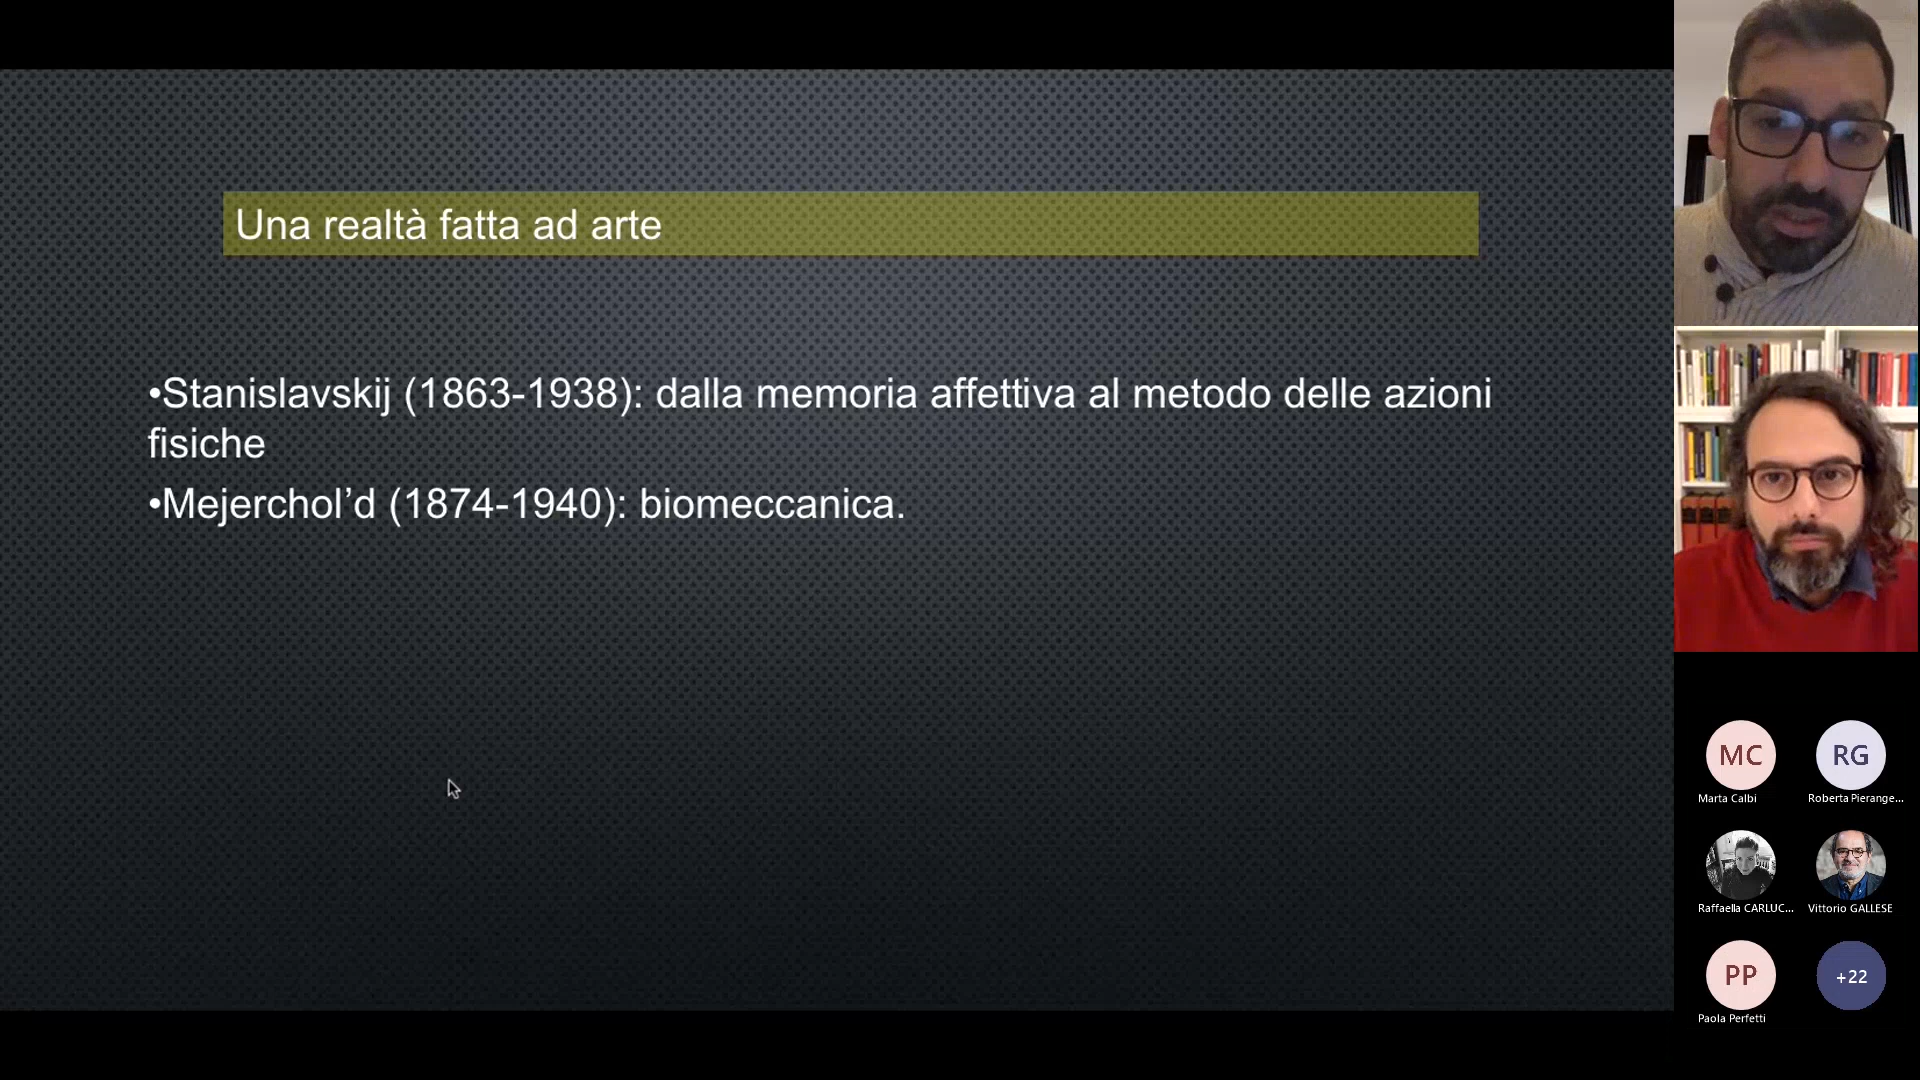 Una realtà fatta ad arte
•Stanislavskij (1863-1938): dalla memoria affettiva al metodo delle azioni
fisiche
•Mejerchol’d (1874-1940): biomeccanica.
MC
RG
Marta Calbi
Roberta Pierange...
Raffaella CARLUC...
Vittorio GALLESE
PP
+22
Paola Perfetti